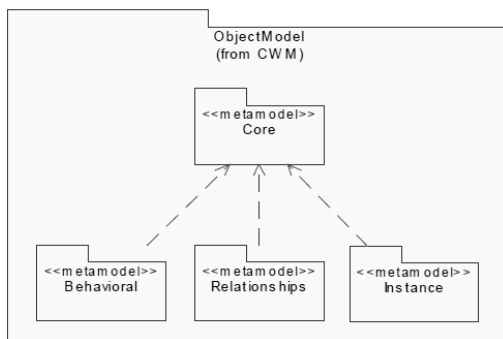 ObjectModel
(from CWM)
<<metamodel>>
Core
<<metamodel>>
Behavioral
<<metamodel>>
Relationships
<<metamodel>>
Instance